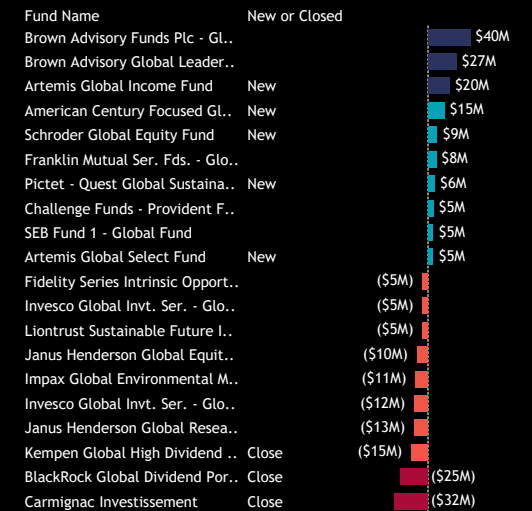 Fund Name New or Closed
Brown Advisory Funds Plc - Gl.. $40M
Brown Advisory Global Leader.. $27M
Artemis Global Income Fund New $20M
American Century Focused Gl.. New $15M
Schroder Global Equity Fund New $9M
Franklin Mutual Ser. Fds. - Glo.. $8M
Pictet - Quest Global Sustaina.. New $6M
Challenge Funds - Provident F.. $5M
SEB Fund 1 - Global Fund $5M
Artemis Global Select Fund New $5M
Fidelity Series Intrinsic Opport.. ($5M)
Invesco Global Invt. Ser. - Glo.. ($5M)
Liontrust Sustainable Future I.. ($5M)
Janus Henderson Global Equit.. ($10M)
Impax Global Environmental M.. ($11M)
Invesco Global Invt. Ser. - Glo.. ($12M)
Janus Henderson Global Resea.. ($13M)
Kempen Global High Dividend .. Close ($15M)
BlackRock Global Dividend Por.. Close ($25M)
Carmignac Investissement Close ($32M)